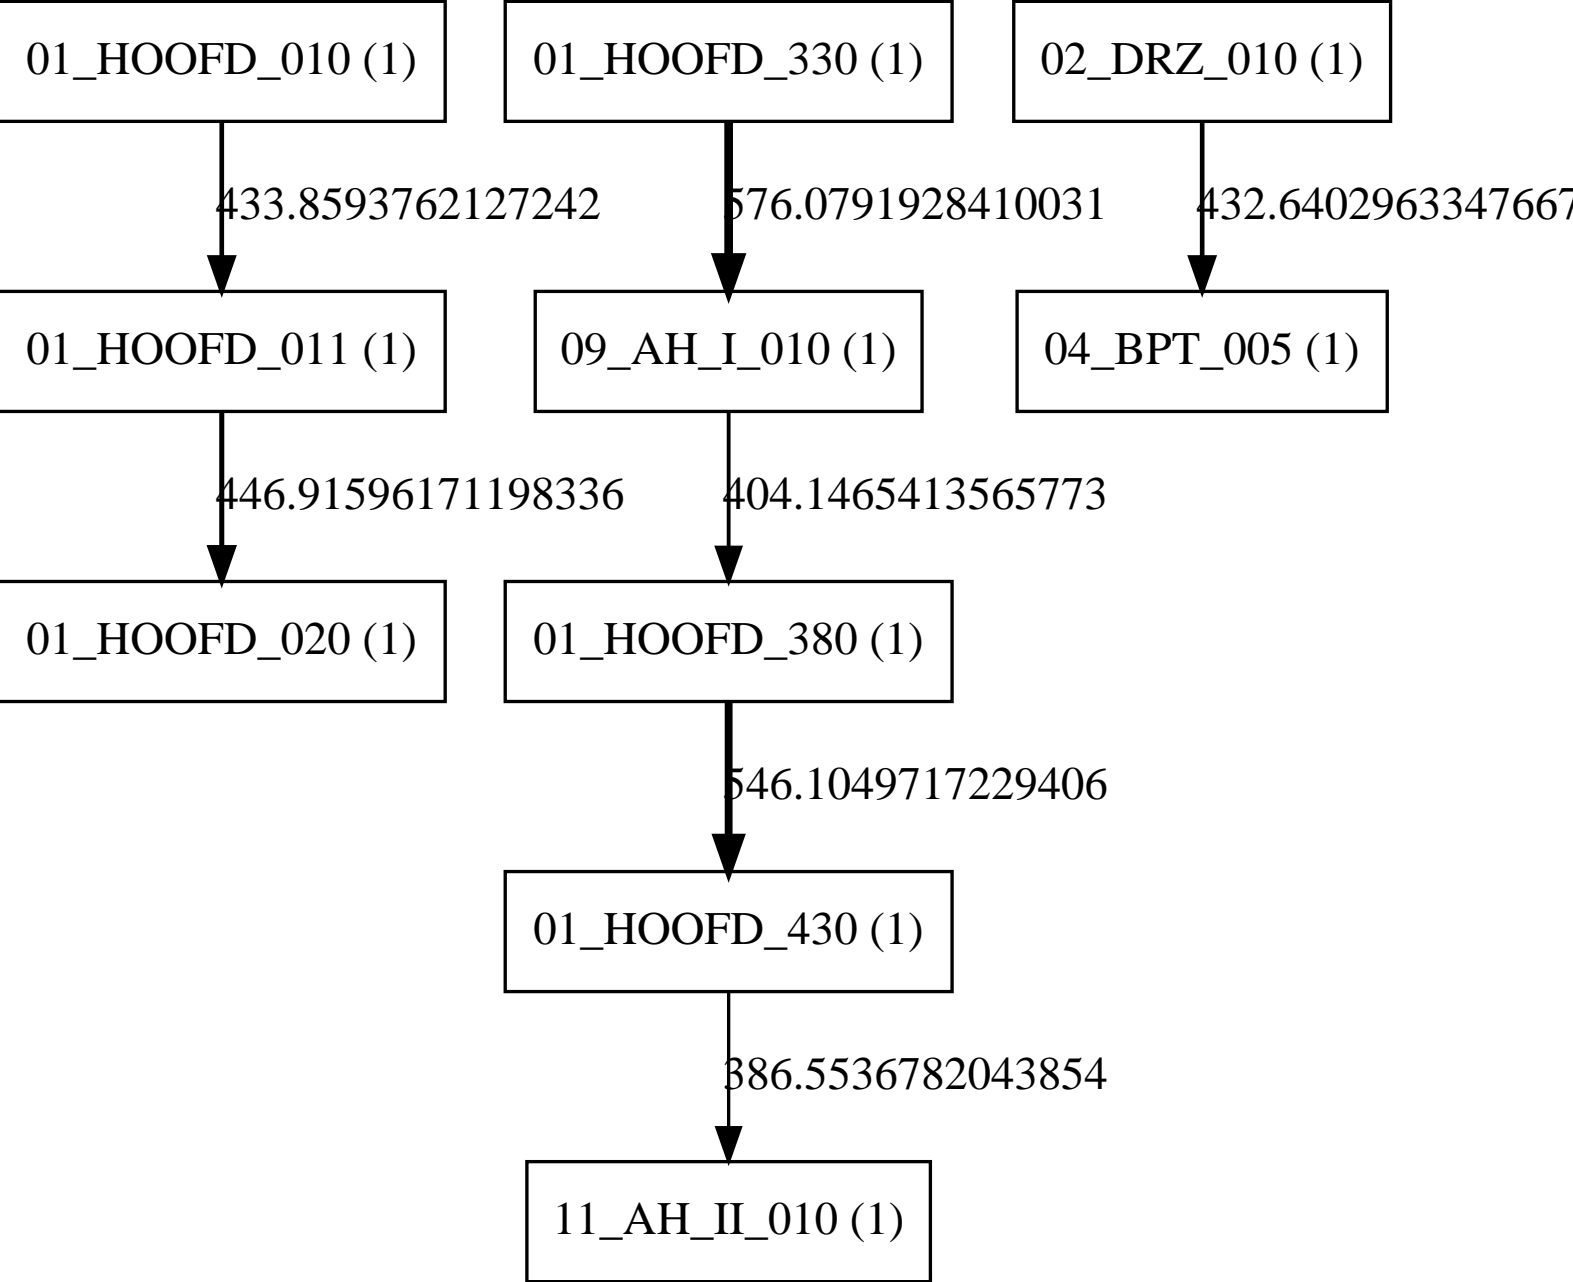 01_HOOFD_010 (1)
01_HOOFD_330 (1)
02_DRZ_010 (1)
433.8593762127242
576.0791928410031
432.6402963347667
01_HOOFD_011 (1)
09_AH_I_010 (1)
04_BPT_005 (1)
446.91596171198336
404.1465413565773
01_HOOFD_020 (1)
01_HOOFD_380 (1)
546.1049717229406
01_HOOFD_430 (1)
386.5536782043854
11_AH_II_010 (1)